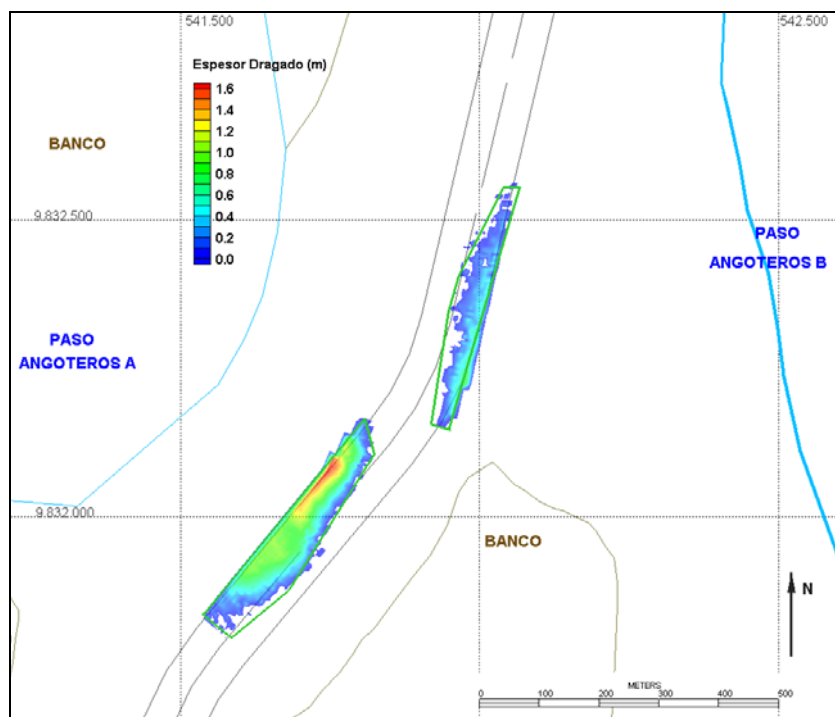 541.500
542.500
Espesor Dragado (m)
1.6
1.4
1.2
1.0
0.8
0.6
0.4
0.2
0.0
BANCO
9.832.500
PASO
ANGOTEROS B
PASO
ANGOTEROS A
9.832.000
BANCO
N
METERS
0 100 200 300 400 500